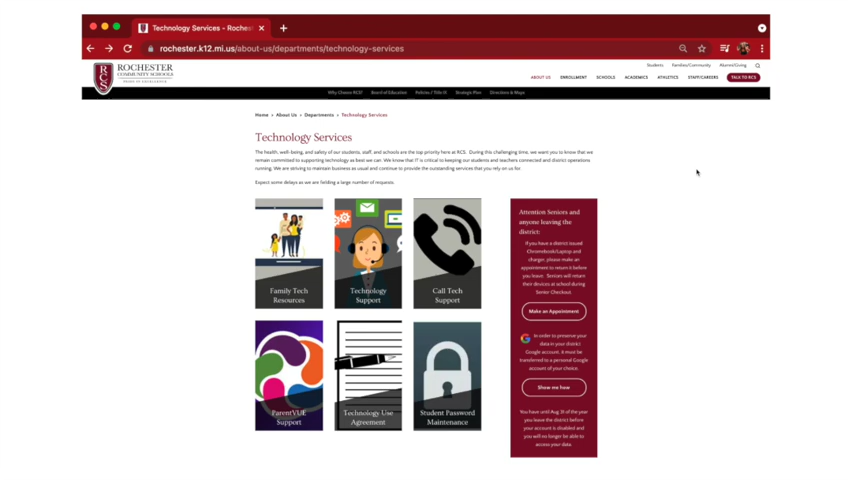 Technology Services - Roches
rochester.k12.mi.us/about-us/departments/technology-services
RCS
ROCHESTER
COMMUNITY SCHOOLS
PRIDE OF EXCELLENCE
Students Families/Community Alumni/Giving
ABOUT US ENROLLMENT SCHOOLS ACADEMICS ATHLETICS STAFF/CAREERS TALK TO RCS
Why Choose RCS? Board of Education Policies / Title IX Strategic Plan Directions & Maps
Home > About Us > Departments > Technology Services
Technology Services
The health, well-being, and safety of our students, staff, and schools are the top priority here at RCS. During this challenging time, we want you to know that we
remain committed to supporting technology as best we can. We know that IT is critical to keeping our students and teachers connected and district operations
running. We are striving to maintain business as usual and continue to provide the outstanding services that you rely on us for.
Expect some delays as we are folding a large number of requests.
Family Tech
Resources
Technology
Support
Call Tech
Support
ParentVUE
Support
Technology Use
Agreement
Student Password
Maintenance
Attention Seniors and
anyone leaving the
district:
If you have a district issued
Chromebook/Laptop and
charger, please make an
appointment to return it before
you leave. Seniors will return
their devices at school during
Senior Checkout.
Make an Appointment
In order to preserve your
data in your district
Google account, it must be
transferred to a personal Google
account of your choice.
Show me how
You have until Aug 31 of the year
you leave the district before
your account is disabled and
you will no longer be able to
access your data.